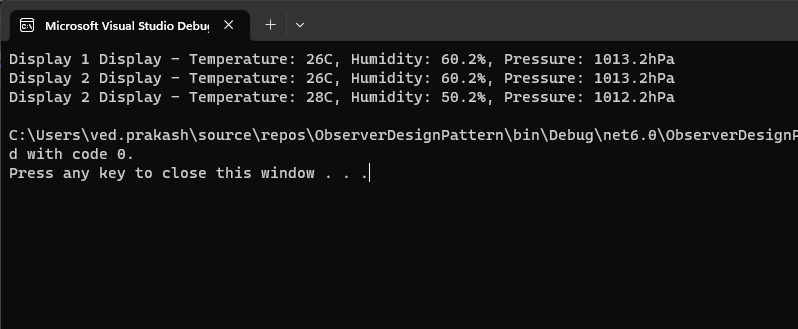 Microsoft Visual Studio Debug
Display 1 Display - Temperature: 26C, Humidity: 60.2%, Pressure: 1013.2hPa
Display 2 Display - Temperature: 26C, Humidity: 60.2%, Pressure: 1013.2hPa
Display 2 Display - Temperature: 28C, Humidity: 50.2%, Pressure: 1012.2hPa
C:\Users\ved.prakash\source\repos\ObserverDesignPattern\bin\Debug\net6.0\ObserverDesignP
d with code 0.
Press any key to close this window . . .